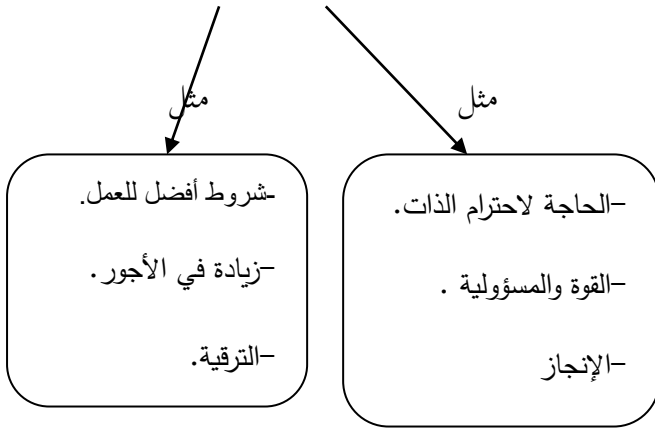 مثل
مثل
-الحاجة لاحترام الذات.
-القوة والمسؤولية .
-الإنجاز
-شروط أفضل للعمل.
-زيادة في الأجور.
-الترقية.